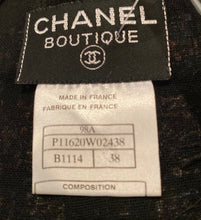 CHANEL
BOUTIQUE
MADE IN FRANCE
FABRIQUE EN FRANCE
98A
P11620W02438
B1114 38
COMPOSITION